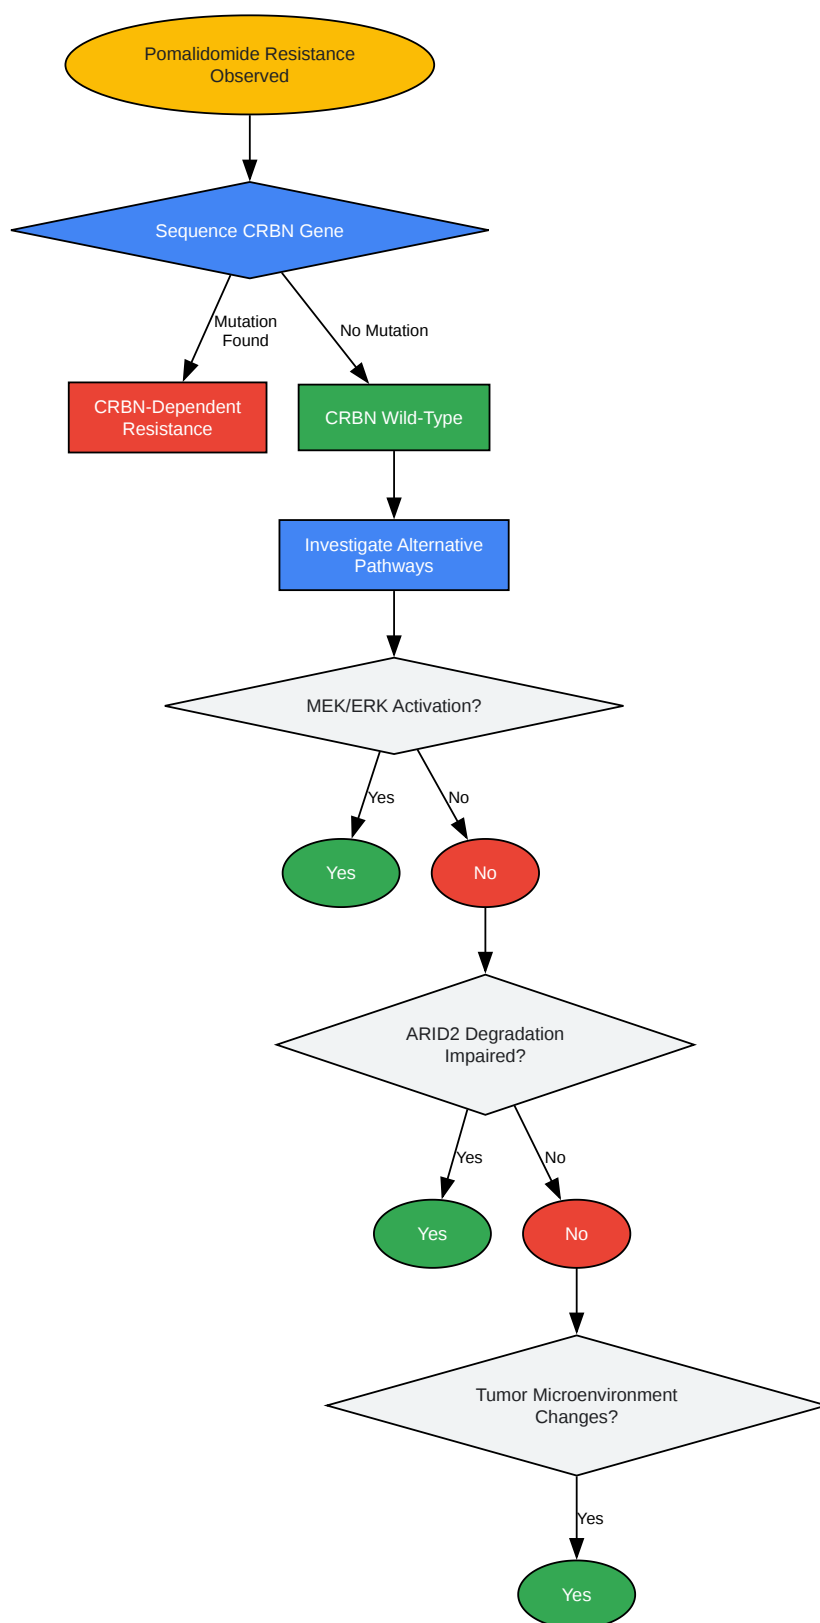 Pomalidomide Resistance
Observed
Sequence CRBN Gene
Mutation
Found
No Mutation
CRBN-Dependent
Resistance
CRBN Wild-Type
Investigate Alternative
Pathways
MEK/ERK Activation?
Yes
No
Yes
No
ARID2 Degradation
Impaired?
Yes
No
Yes
No
Tumor Microenvironment
Changes?
Yes
Yes